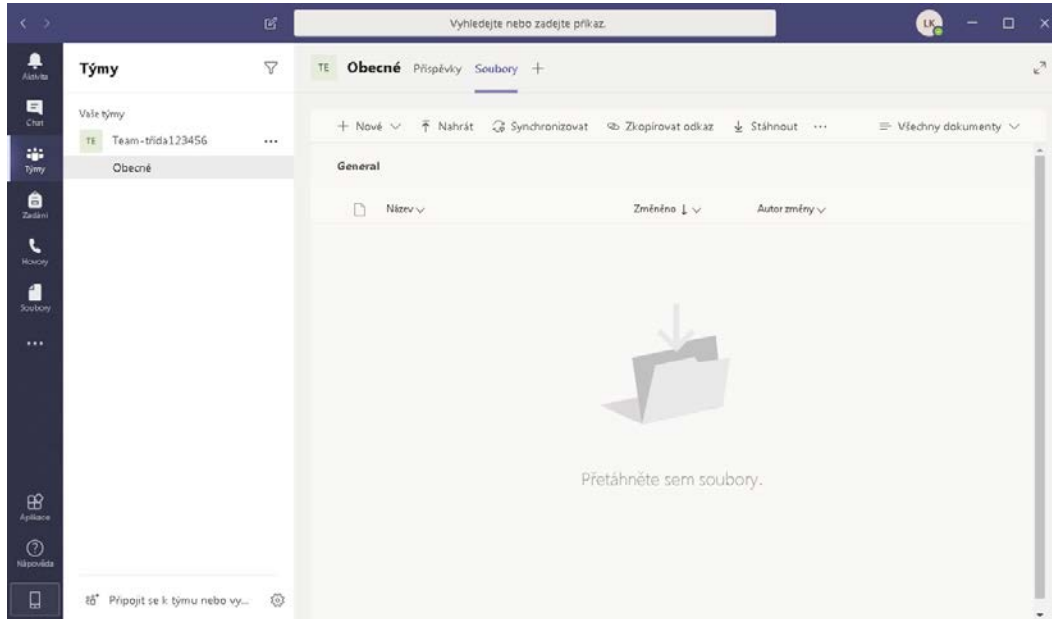 Vyhledejte nebo zadejte příkaz.
LK
Aktivita
Chat
Týmy
Zadání
Hovory
Soubory
Aplikace
Nápověda
Týmy
Vaše týmy
TE Team-třída123456
Obecné
Připojit se k týmu nebo vy...
TE Obecné Příspěvky Soubory
+ Nové Nahrát Synchronizovat Zkopírovat odkaz Stáhnout ... Všechny dokumenty
General
Název Změněno ↓ Autor změny
Přetáhněte sem soubory.